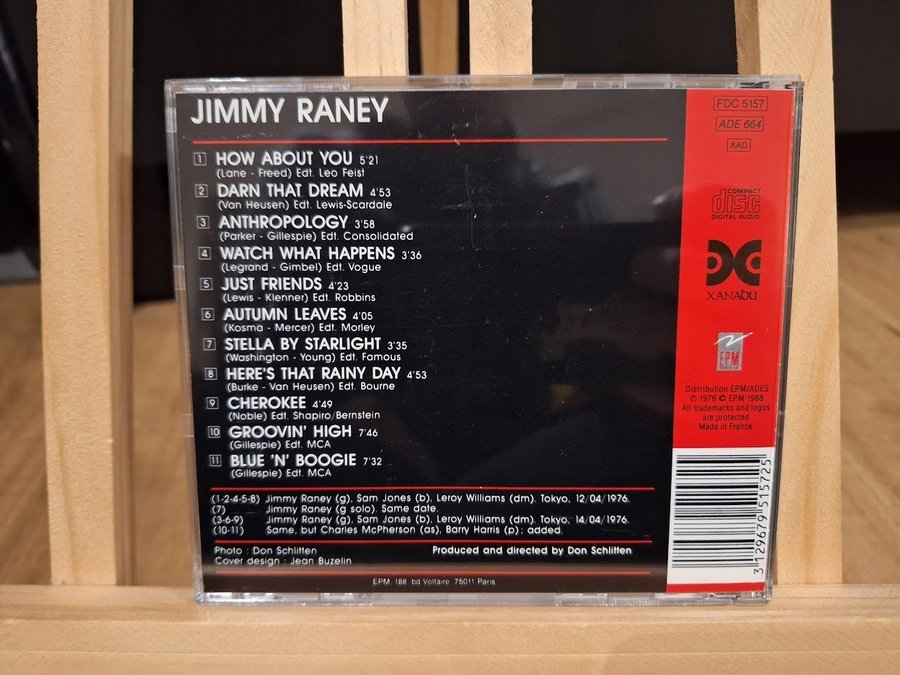 JIMMY RANEY
1 HOW ABOUT YOU 5'21
(Lane - Freed) Edt. Leo Feist
2 DARN THAT DREAM 4'53
(Van Heusen) Edt. Lewis-Scardale
3 ANTHROPOLOGY 3'58
(Parker - Gillespie) Edt. Consolidated
4 WATCH WHAT HAPPENS 3'36
(Legrand - Gimbel) Edt. Vogue
5 JUST FRIENDS 4'23
(Lewis - Klenner) Edt. Robbins
6 AUTUMN LEAVES 4'05
(Kosma - Mercer) Edt. Morley
7 STELLA BY STARLIGHT 3'35
(Washington - Young) Edt. Famous
8 HERE'S THAT RAINY DAY 4'53
(Burke - Van Heusen) Edt. Bourne
9 CHEROKEE 4'49
(Noble) Edt. Shapiro/Bernstein
10 GROOVIN' HIGH 7'46
(Gillespie) Edt. MCA
11 BLUE 'N' BOOGIE 7'32
(Gillespie) Edt. MCA
(1-2-4-5-8) Jimmy Raney (g), Sam Jones (b), Leroy Williams (dm). Tokyo, 12/04/1976.
(7) Jimmy Raney (g solo). Same date.
(3-6-9) Jimmy Raney (g), Sam Jones (b), Leroy Williams (dm). Tokyo, 14/04/1976.
(10-11) Same, but Charles McPherson (as), Barry Harris (p); added.
Photo : Don Schlitten Produced and directed by Don Schlitten
Cover design : Jean Buzelin
EPM 188 bd Voltaire 75011 Paris
FDC 5157
ADE 664
AAD
COMPACT
disc
DIGITAL AUDIO
XANADU
EPM
Distribution EPM/ADES
℗ 1976 © EPM 1988
All trademarks and logos
are protected
Made in France
3 129679 515725